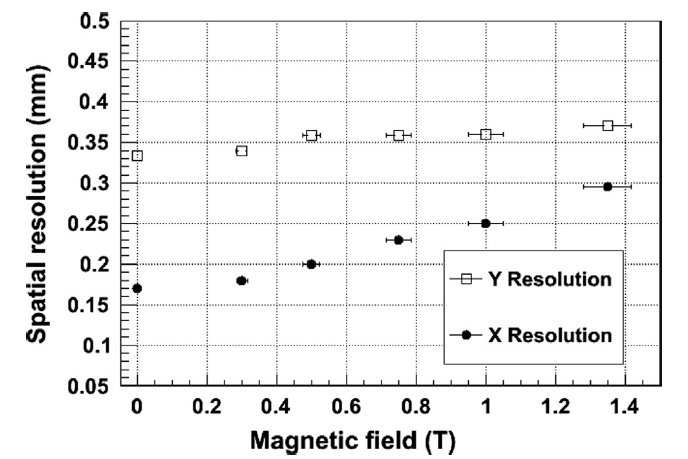 0.5
0.45
0.4
0.35
0.3
0.25
0.2
0.15
0.1
0.05
Spatial resolution (mm)
Y Resolution
X Resolution
0 0.2 0.4 0.6 0.8 1 1.2 1.4
Magnetic field (T)